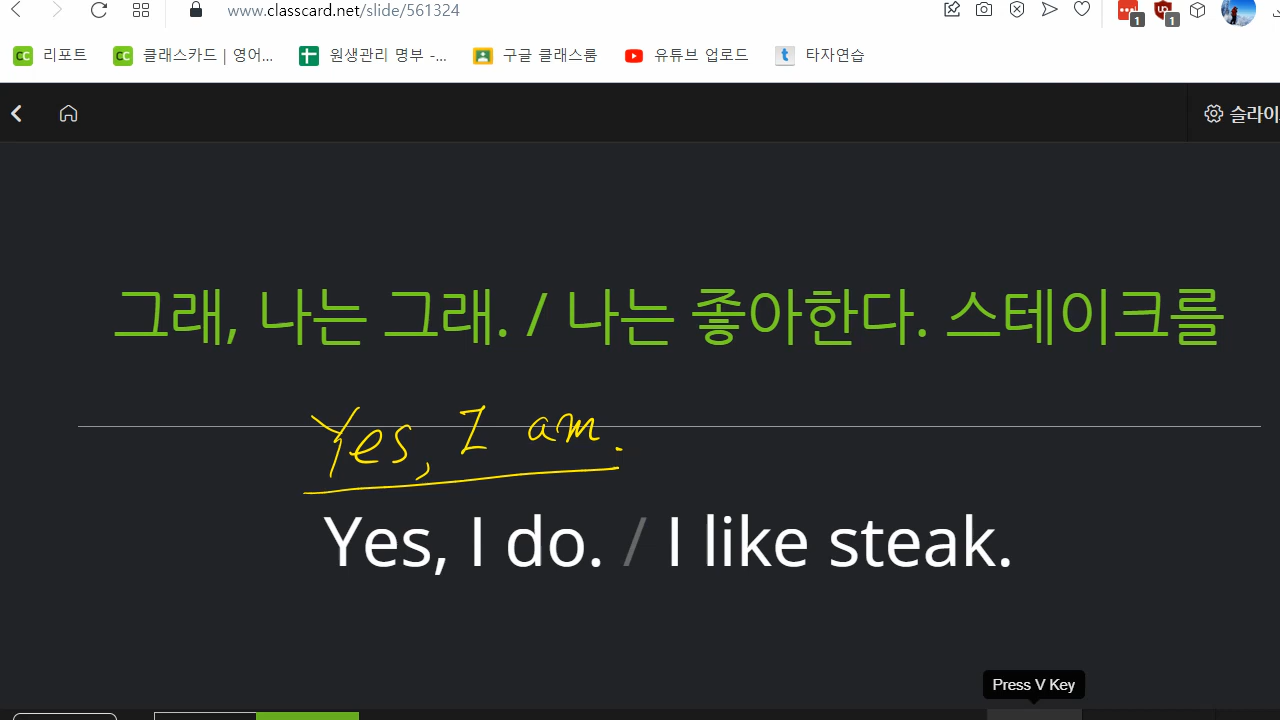 www.classcard.net/slide/561324
1
1
리포트
클래스카드 | 영어...
원생관리 명부 -...
구글 클래스룸
유튜브 업로드
타자연습
그래, 나는 그래. / 나는 좋아한다. 스테이크를
Yes, I am.
Yes, I do. / I like steak.
Press V Key